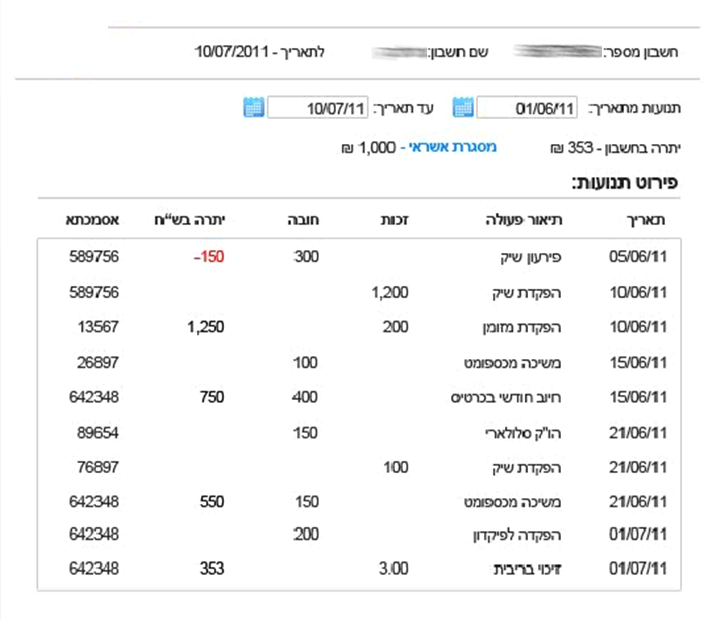 חשבון מספר: שם חשבון: לתאריך - 10/07/2011
תנועות מתאריך: 01/06/11 עד תאריך: 10/07/11
יתרה בחשבון - 353 ₪ מסגרת אשראי - 1,000 ₪
פירוט תנועות:
תאריך תיאור פעולה זכות חובה יתרה בש"ח אסמכתא
05/06/11 פירעון שיק 300 -150 589756
10/06/11 הפקדת שיק 1,200 589756
10/06/11 הפקדת מזומן 200 1,250 13567
15/06/11 משיכה מכספומט 100 26897
15/06/11 חיוב חודשי בכרטיס 400 750 642348
21/06/11 הו"ק סלולארי 150 89654
21/06/11 הפקדת שיק 100 76897
21/06/11 משיכה מכספומט 150 550 642348
01/07/11 הפקדה לפיקדון 200 642348
01/07/11 זיכוי בריבית 3.00 353 642348